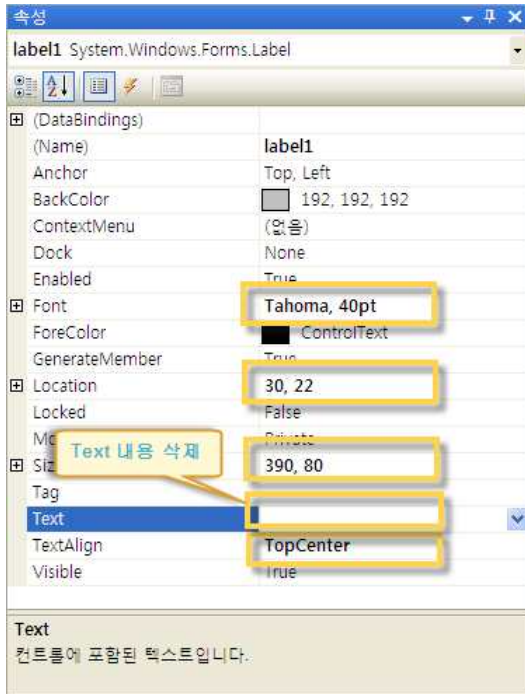 속성
label1 System.Windows.Forms.Label
(DataBindings)
(Name) label1
Anchor Top, Left
BackColor 192, 192, 192
ContextMenu (없음)
Dock None
Enabled True
Font Tahoma, 40pt
ForeColor ControlText
GenerateMember True
Location 30, 22
Locked False
Private
Text 내용 삭제
390, 80
Tag
Text
TextAlign TopCenter
Visible True
Text
컨트롤에 포함된 텍스트입니다.